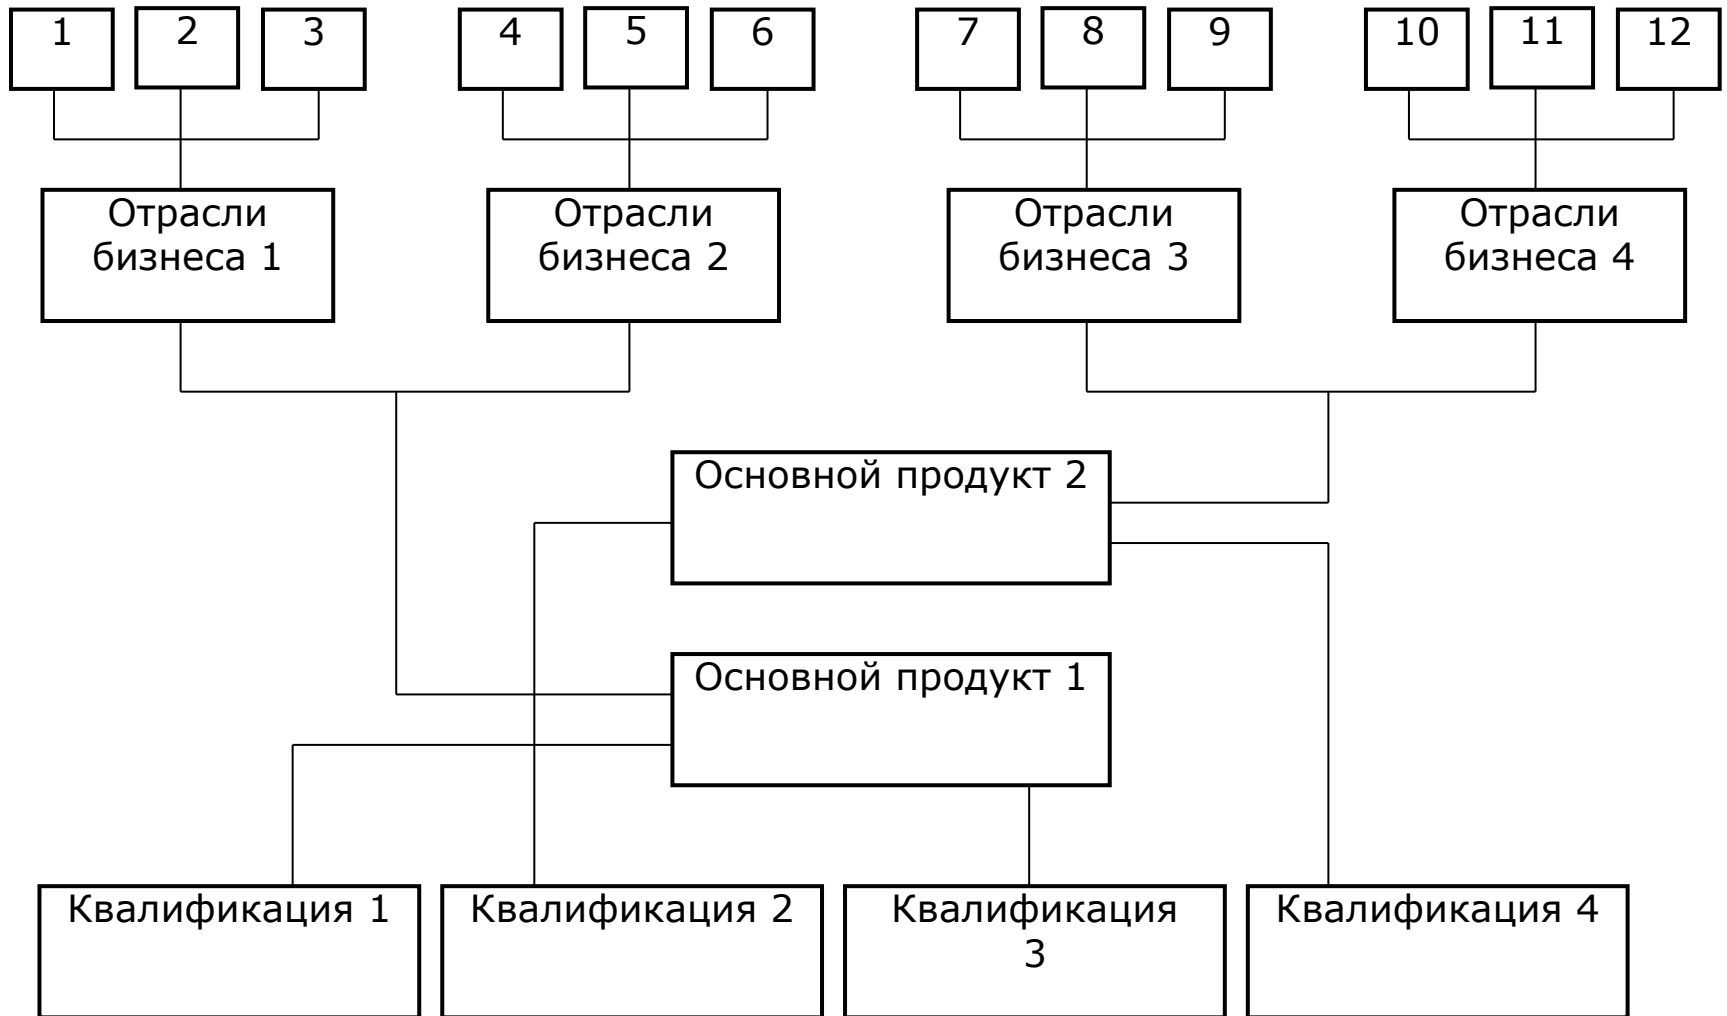 1
2
3
4
5
6
7
8
9
10
11
12
Отрасли
бизнеса 1
Отрасли
бизнеса 2
Отрасли
бизнеса 3
Отрасли
бизнеса 4
Основной продукт 2
Основной продукт 1
Квалификация 1
Квалификация 2
Квалификация
3
Квалификация 4